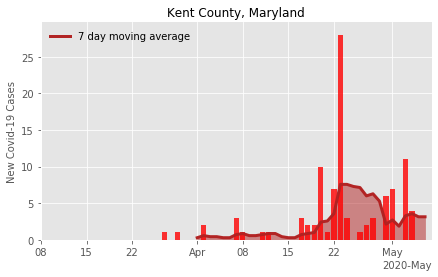 Kent County, Maryland
7 day moving average
New Covid-19 Cases
25
20
15
10
5
0
08 15 22 Apr 08 15 22 May
2020-May